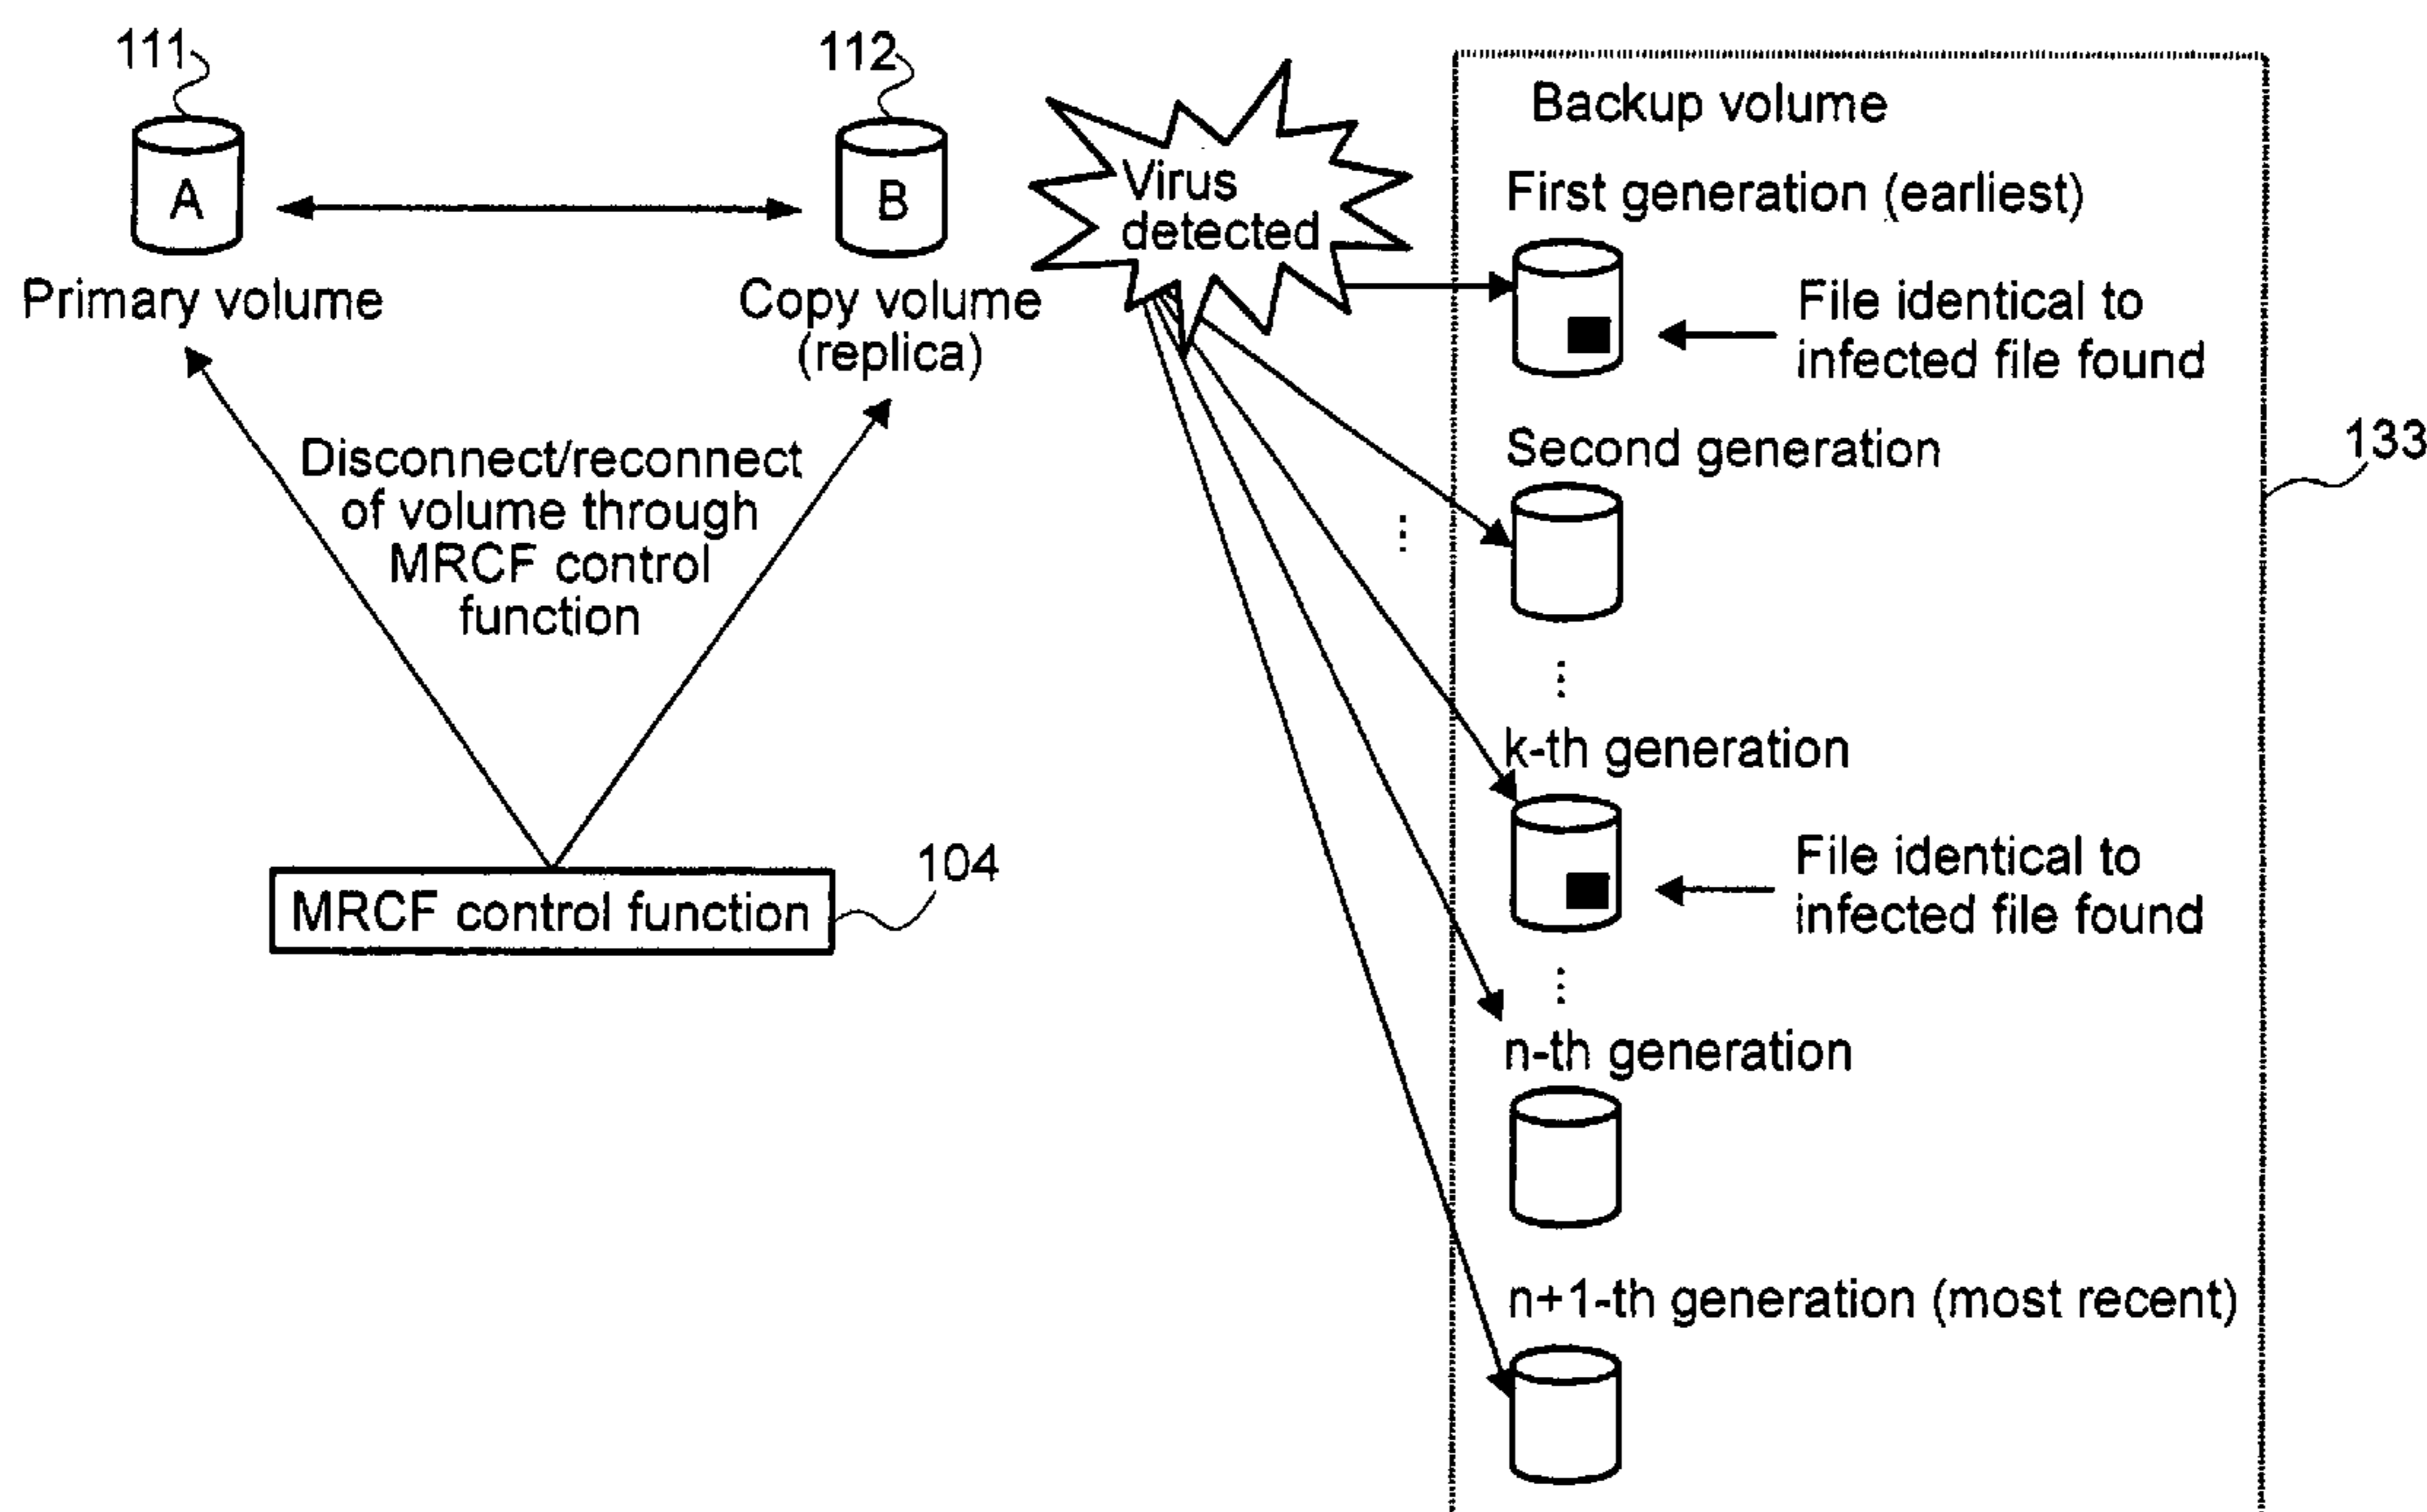 111
112
A
B
Primary volume
Copy volume
(replica)
Virus
detected
Disconnect/reconnect
of volume through
MRCF control
function
MRCF control function
104
Backup volume
First generation (earliest)
File identical to
infected file found
Second generation
133
k-th generation
File identical to
infected file found
n-th generation
n+1-th generation (most recent)